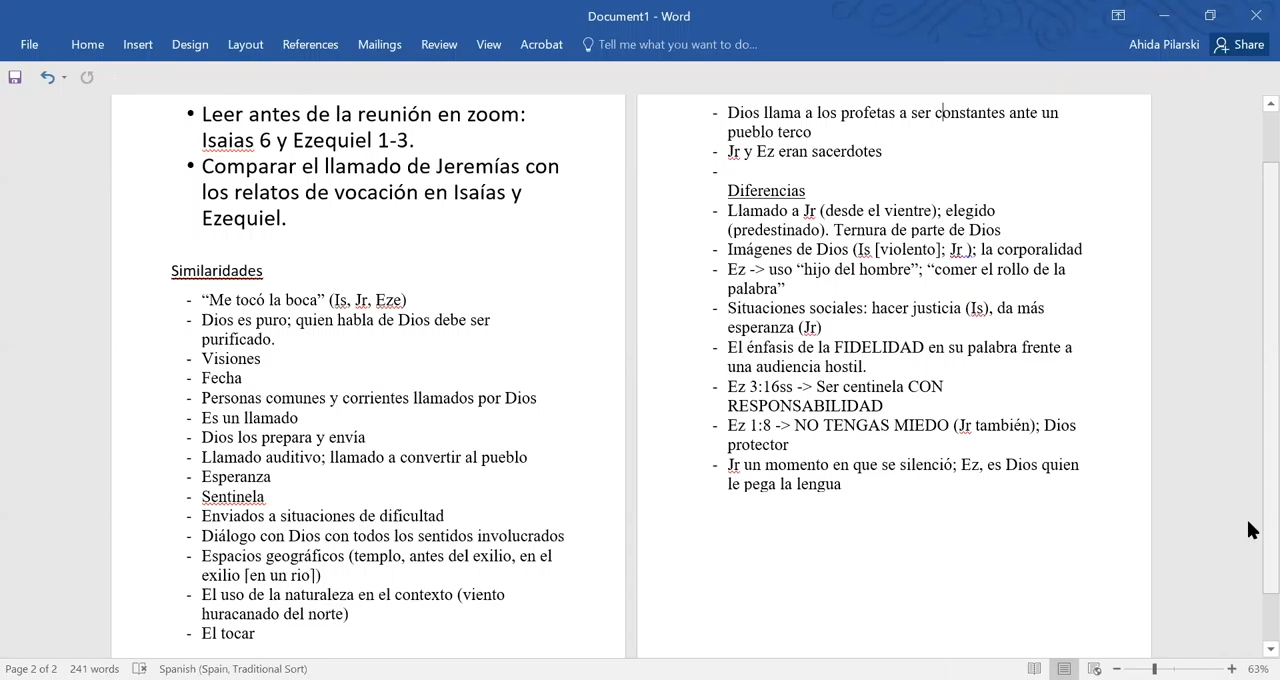 Document1 - Word
File Home Insert Design Layout References Mailings Review View Acrobat Tell me what you want to do... Ahida Pilarski Share
• Leer antes de la reunión en zoom:
Isaias 6 y Ezequiel 1-3.
• Comparar el llamado de Jeremías con
los relatos de vocación en Isaías y
Ezequiel.
Similaridades
- “Me tocó la boca” (Is, Jr, Eze)
- Dios es puro; quien habla de Dios debe ser
purificado.
- Visiones
- Fecha
- Personas comunes y corrientes llamados por Dios
- Es un llamado
- Dios los prepara y envía
- Llamado auditivo; llamado a convertir al pueblo
- Esperanza
- Sentinela
- Enviados a situaciones de dificultad
- Diálogo con Dios con todos los sentidos involucrados
- Espacios geográficos (templo, antes del exilio, en el
exilio [en un rio])
- El uso de la naturaleza en el contexto (viento
huracanado del norte)
- El tocar
- Dios llama a los profetas a ser constantes ante un
pueblo terco
- Jr y Ez eran sacerdotes
-
Diferencias
- Llamado a Jr (desde el vientre); elegido
(predestinado). Ternura de parte de Dios
- Imágenes de Dios (Is [violento]; Jr ); la corporalidad
- Ez -> uso “hijo del hombre”; “comer el rollo de la
palabra”
- Situaciones sociales: hacer justicia (Is), da más
esperanza (Jr)
- El énfasis de la FIDELIDAD en su palabra frente a
una audiencia hostil.
- Ez 3:16ss -> Ser centinela CON
RESPONSABILIDAD
- Ez 1:8 -> NO TENGAS MIEDO (Jr también); Dios
protector
- Jr un momento en que se silenció; Ez, es Dios quien
le pega la lengua
Page 2 of 2 241 words Spanish (Spain, Traditional Sort) 63%